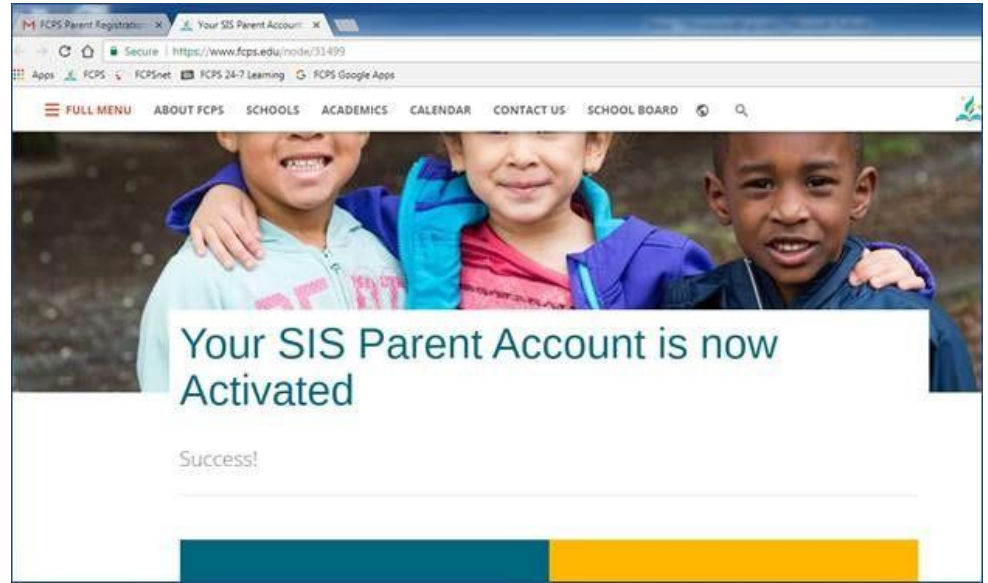 FCPS Parent Registration
Your SIS Parent Account
Secure https://www.fcps.edu/node/31499
Apps FCPS FCPSnet FCPS 24-7 Learning G FCPS Google Apps
FULL MENU ABOUT FCPS SCHOOLS ACADEMICS CALENDAR CONTACT US SCHOOL BOARD
Your SIS Parent Account is now
Activated
Success!